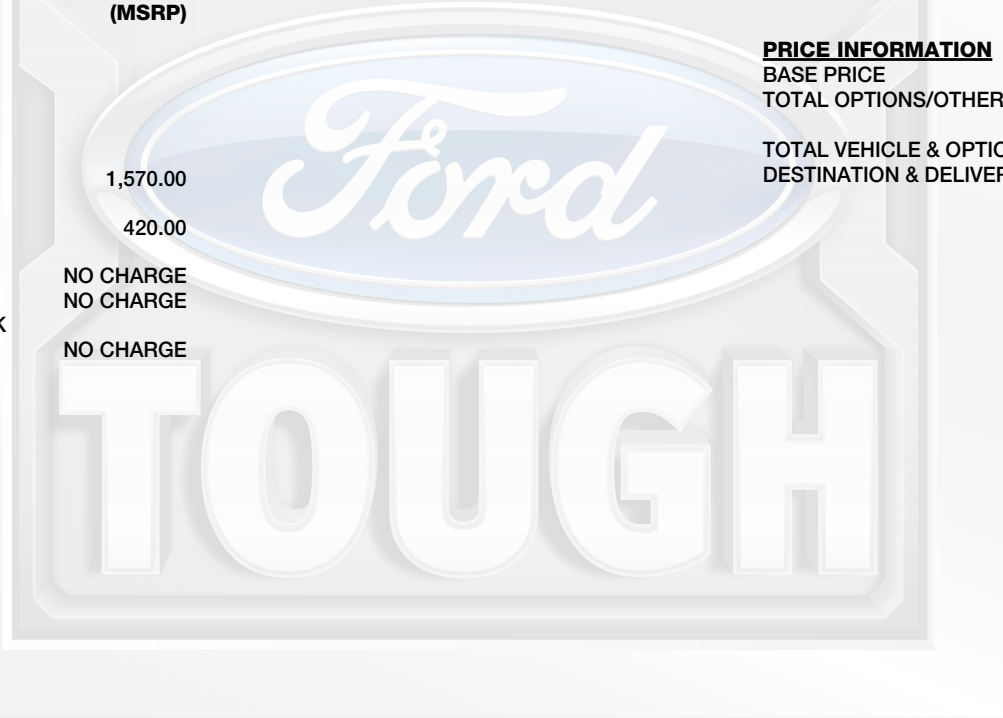 (MSRP)
1,570.00
420.00
NO CHARGE
NO CHARGE
K
NO CHARGE
PRICE INFORMATION
BASE PRICE
TOTAL OPTIONS/OTHER
TOTAL VEHICLE & OPTIO
DESTINATION & DELIVER
Ford
TOUGH